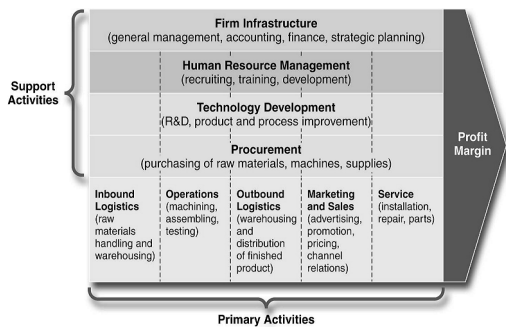 Firm Infrastructure
(general management, accounting, finance, strategic planning)
Human Resource Management
(recruiting, training, development)
Support
Activities
Technology Development
(R&D, product and process improvement)
Procurement
(purchasing of raw materials, machines, supplies)
Profit
Margin
Inbound
Logistics
(raw
materials
handling and
warehousing)
Operations
(machining,
assembling,
testing)
Outbound
Logistics
(warehousing
and
distribution
of finished
product)
Marketing
and Sales
(advertising,
promotion,
pricing,
channel
relations)
Service
(installation,
repair, parts)
Primary Activities